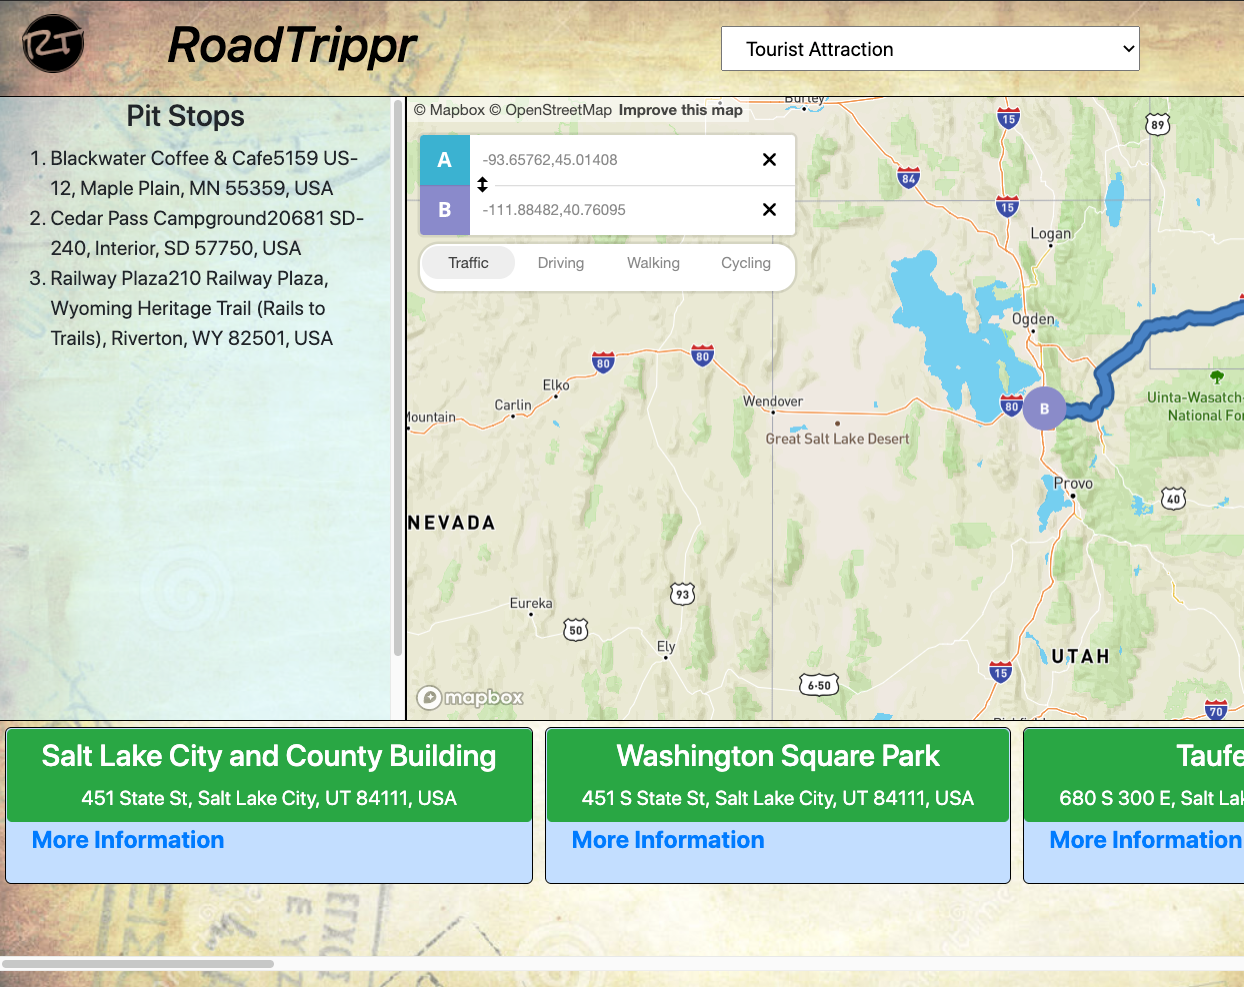 RT
RoadTrippr
Tourist Attraction
Pit Stops
1. Blackwater Coffee & Cafe5159 US-
12, Maple Plain, MN 55359, USA
2. Cedar Pass Campground20681 SD-
240, Interior, SD 57750, USA
3. Railway Plaza210 Railway Plaza,
Wyoming Heritage Trail (Rails to
Trails), Riverton, WY 82501, USA
© Mapbox © OpenStreetMap Improve this map
A
-93.65762,45.01408
B
-111.88482,40.76095
Traffic Driving Walking Cycling
Burley
15
89
84
15
Logan
Ogden
80
80
Elko
Carlin
Wendover
Mountain
80
B
Uinta-Wasatch-
National For
Great Salt Lake Desert
Provo
40
NEVADA
93
Eureka
50
Ely
UTAH
15
6-50
70
mapbox
Salt Lake City and County Building
451 State St, Salt Lake City, UT 84111, USA
More Information
Washington Square Park
451 S State St, Salt Lake City, UT 84111, USA
More Information
Taufe
680 S 300 E, Salt Lak
More Information